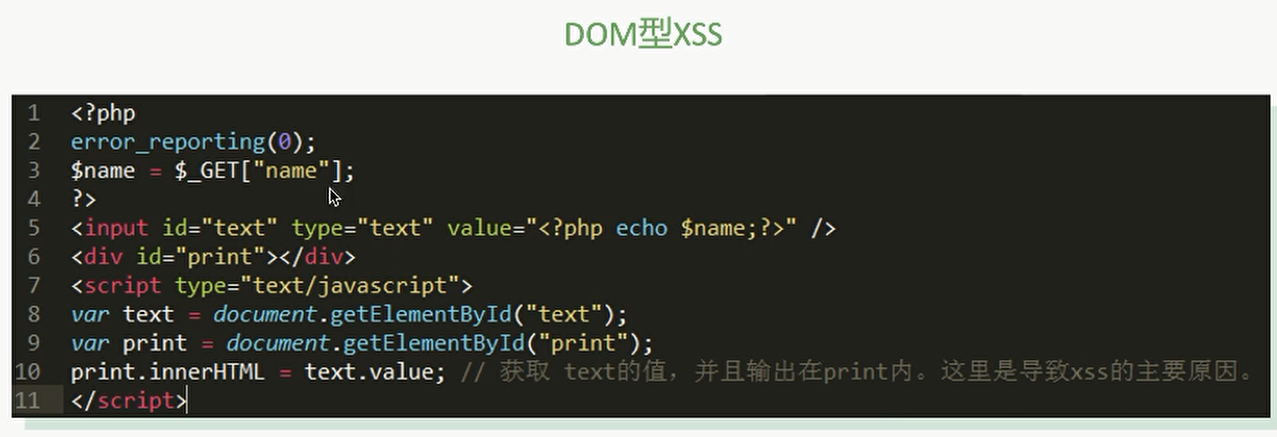 DOM型XSS
1 <?php
2 error_reporting(0);
3 $name = $_GET["name"];
4 ?>
5 <input id="text" type="text" value="<?php echo $name;?>" />
6 <div id="print"></div>
7 <script type="text/javascript">
8 var text = document.getElementById("text");
9 var print = document.getElementById("print");
10 print.innerHTML = text.value; // 获取 text的值，并且输出在print内。这里是导致xss的主要原因。
11 </script>